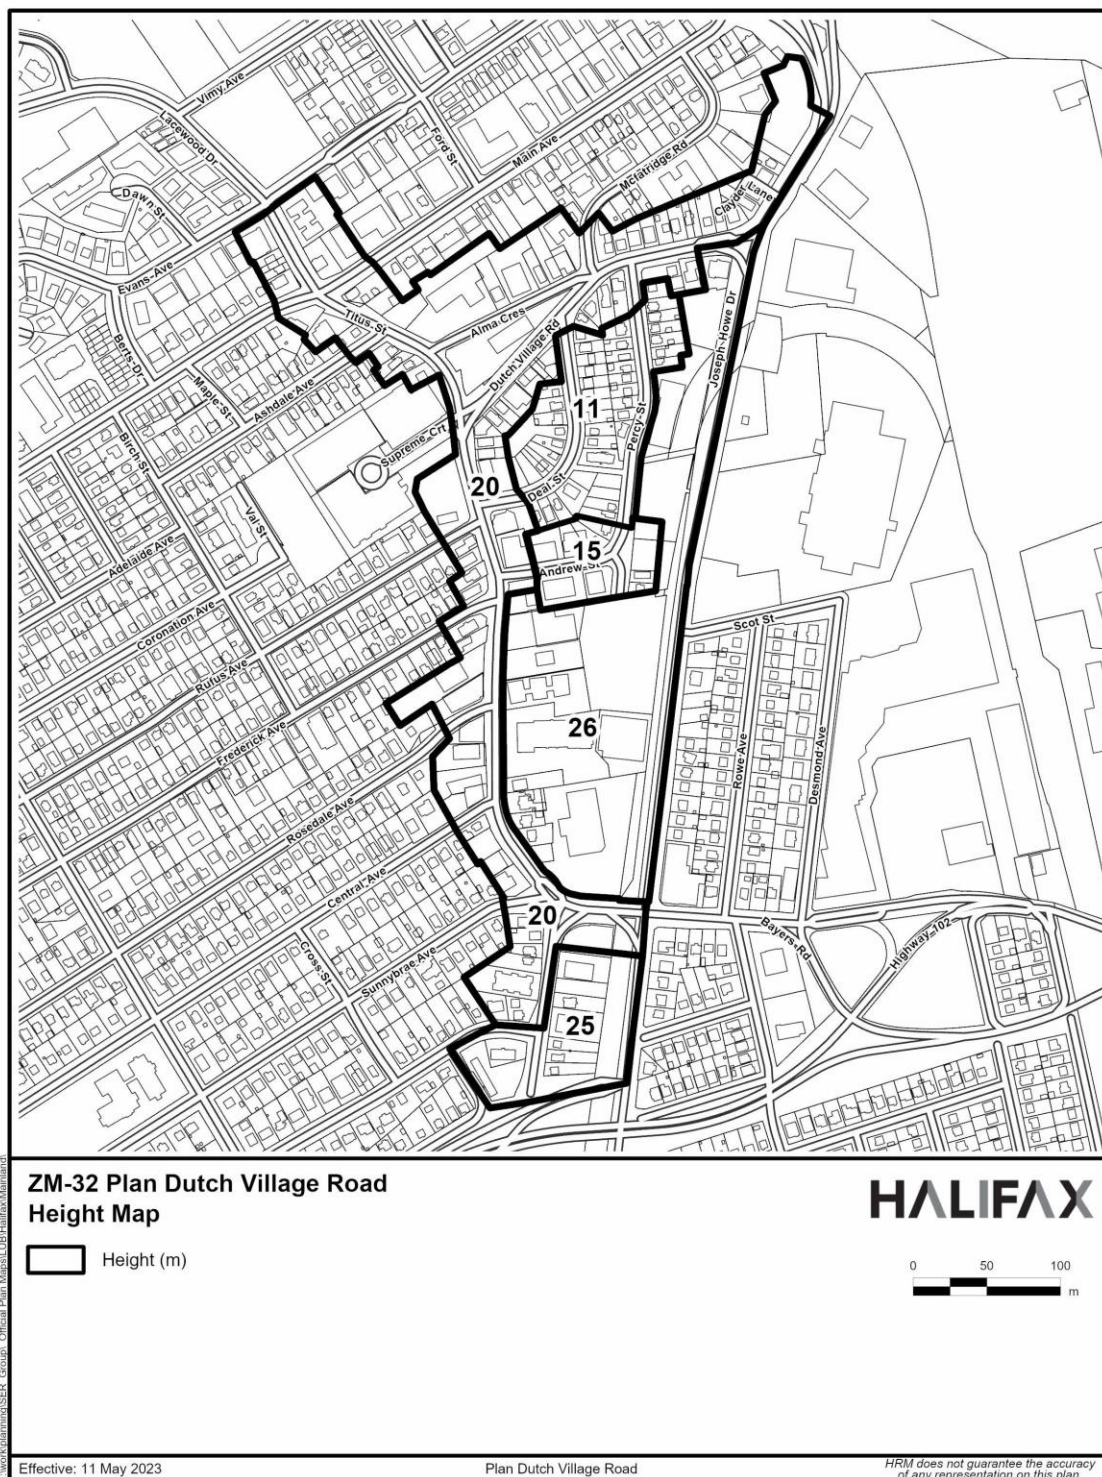 Vimy Ave
Lacewood Dr
Ford St
Main Ave
Mcfatridge Rd
Dawn St
Clayder Lane
Evans Ave
Titus St
Alma Cres
Dutch Village Rd
Joseph Howe Dr
Berts Dr
Maple St
Ashdale Ave
11
Percy St
Supreme Crt
Birch St
20
Deal St
Val St
15
Adelaide Ave
Andrew St
Coronation Ave
Scot St
Rufus Ave
26
Frederick Ave
Rowe Ave
Desmond Ave
Rosedale Ave
Central Ave
20
Bayers Rd
Highway 102
Cross St
Sunnybrae Ave
25
ZM-32 Plan Dutch Village Road
Height Map
HALIFAX
Height (m)
0 50 100
m
Effective: 11 May 2023
Plan Dutch Village Road
HRM does not guarantee the accuracy
of any representation on this plan